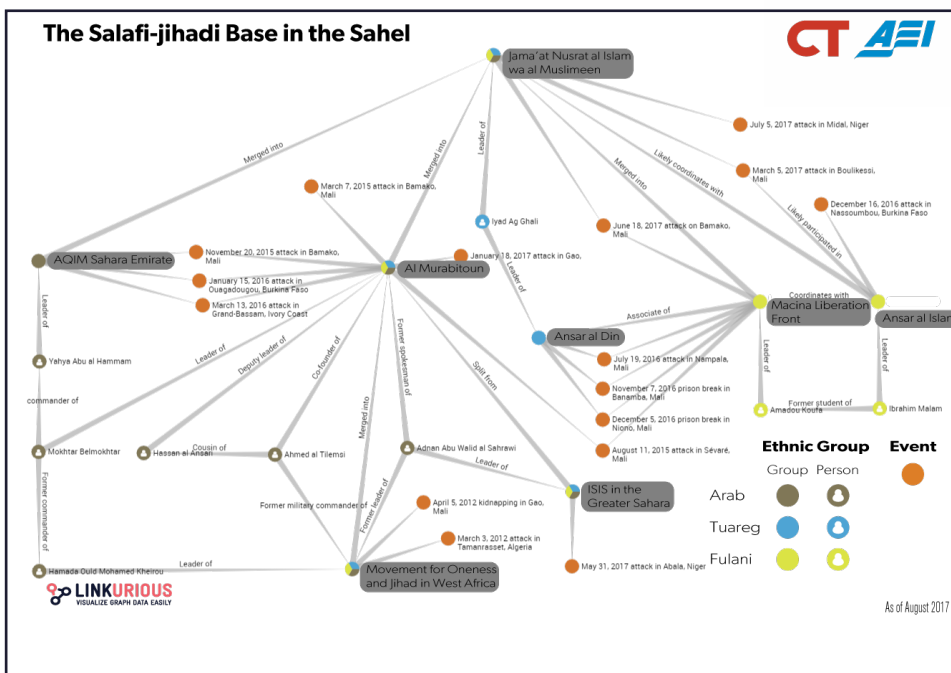 The Salafi-jihadi Base in the Sahel
CT AEI
Jama'at Nusrat al Islam
wa al Muslimeen
July 5, 2017 attack in Midal, Niger
Leader of
Merged into
Merged into
Merged into
Likely coordinates with
March 5, 2017 attack in Boulikessi,
Mali
March 7, 2015 attack in Bamako,
Mali
December 16, 2016 attack in
Nassoumbou, Burkina Faso
Iyad Ag Ghali
June 18, 2017 attack on Bamako,
Mali
Likely participated in
November 20, 2015 attack in Bamako,
Mali
January 18, 2017 attack in Gao,
AQIM Sahara Emirate
Al Murabitoun
January 15, 2016 attack in
Ouagadougou, Burkina Faso
Leader of
March 13, 2016 attack in
Grand-Bassam, Ivory Coast
Coordinates with
Macina Liberation
Front
Ansar al Islam
Associate of
Ansar al Din
Leader of
Yahya Abu al Hammam
Leader of
Deputy leader of
Co-founder of
Former spokesman of
Split from
July 19, 2016 attack on Nampala,
Mali
Leader of
Leader of
November 7, 2016 prison break in
Banamba, Mali
commander of
Merged into
Former student of
Amadou Koufa
Ibrahim Malam
December 5, 2016 prison break in
Niono, Mali
Mokhtar Belmokhtar
Hassan al Ansari
Cousin of
Ahmed al Tilemsi
Adnan Abu Walid al Sahrawi
August 11, 2015 attack in Sévaré,
Mali
Ethnic Group
Event
Group
Person
Leader of
Arab
ISIS in the
Greater Sahara
Former commander of
Former military commander of
Former leader of
April 5, 2012 kidnapping in Gao,
Mali
Tuareg
March 3, 2012 attack in
Tamanrasset, Algeria
Fulani
Hamada Ould Mohamed Kheirou
Leader of
Movement for Oneness
and Jihad in West Africa
May 31, 2017 attack in Abala, Niger
LINKURIOUS
VISUALIZE GRAPH DATA EASILY
As of August 2017